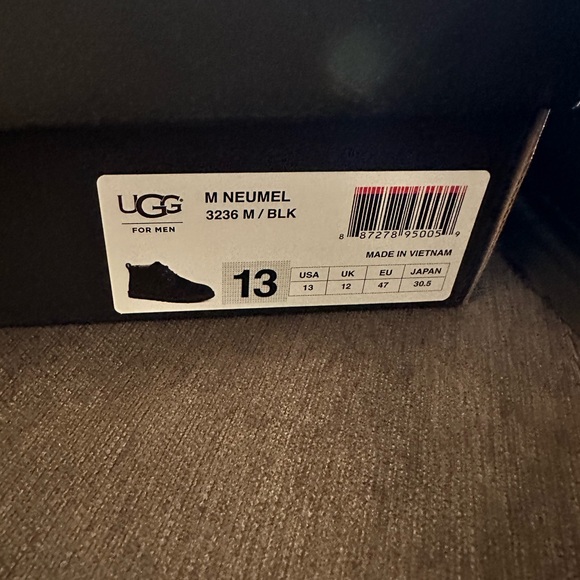 UGG
FOR MEN
M NEUMEL
3236 M / BLK
8 87278 95005 9
MADE IN VIETNAM
13
USA UK EU JAPAN
13 12 47 30.5